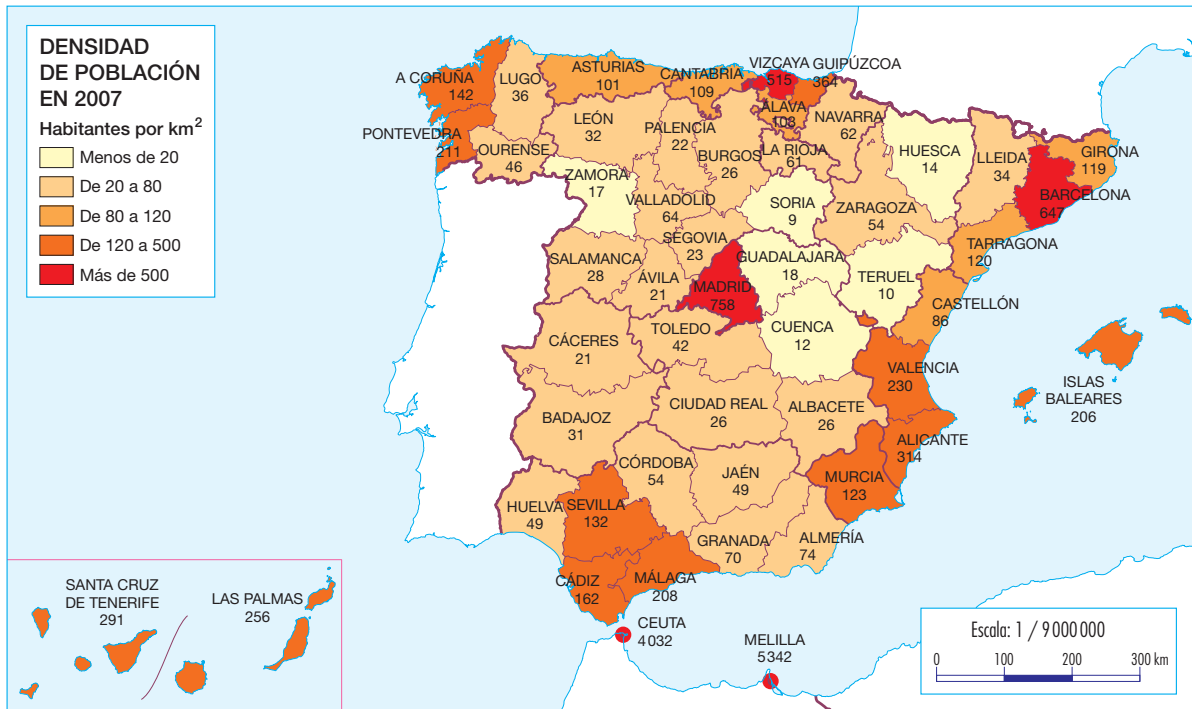 DENSIDAD
DE POBLACIÓN
EN 2007
Habitantes por km²
Menos de 20
De 20 a 80
De 80 a 120
De 120 a 500
Más de 500
A CORUÑA
142
LUGO
36
ASTURIAS
101
CANTABRIA
109
VIZCAYA
515
GUIPÚZCOA
364
PONTEVEDRA
211
OURENSE
46
LEÓN
32
PALENCIA
22
BURGOS
26
ÁLAVA
108
LA RIOJA
61
NAVARRA
62
HUESCA
14
LLEIDA
34
GIRONA
119
BARCELONA
647
ZAMORA
17
VALLADOLID
64
SORIA
9
ZARAGOZA
54
TARRAGONA
120
SEGOVIA
23
SALAMANCA
28
ÁVILA
21
MADRID
758
GUADALAJARA
18
TERUEL
10
CASTELLÓN
86
CÁCERES
21
TOLEDO
42
CUENCA
12
VALENCIA
230
ISLAS
BALEARES
206
BADAJOZ
31
CIUDAD REAL
26
ALBACETE
26
ALICANTE
314
CÓRDOBA
54
JAÉN
49
MURCIA
123
HUELVA
49
SEVILLA
132
GRANADA
70
ALMERÍA
74
CÁDIZ
162
MÁLAGA
208
CEUTA
4 032
MELILLA
5 342
SANTA CRUZ
DE TENERIFE
291
LAS PALMAS
256
Escala: 1 / 9 000 000
0 100 200 300 km